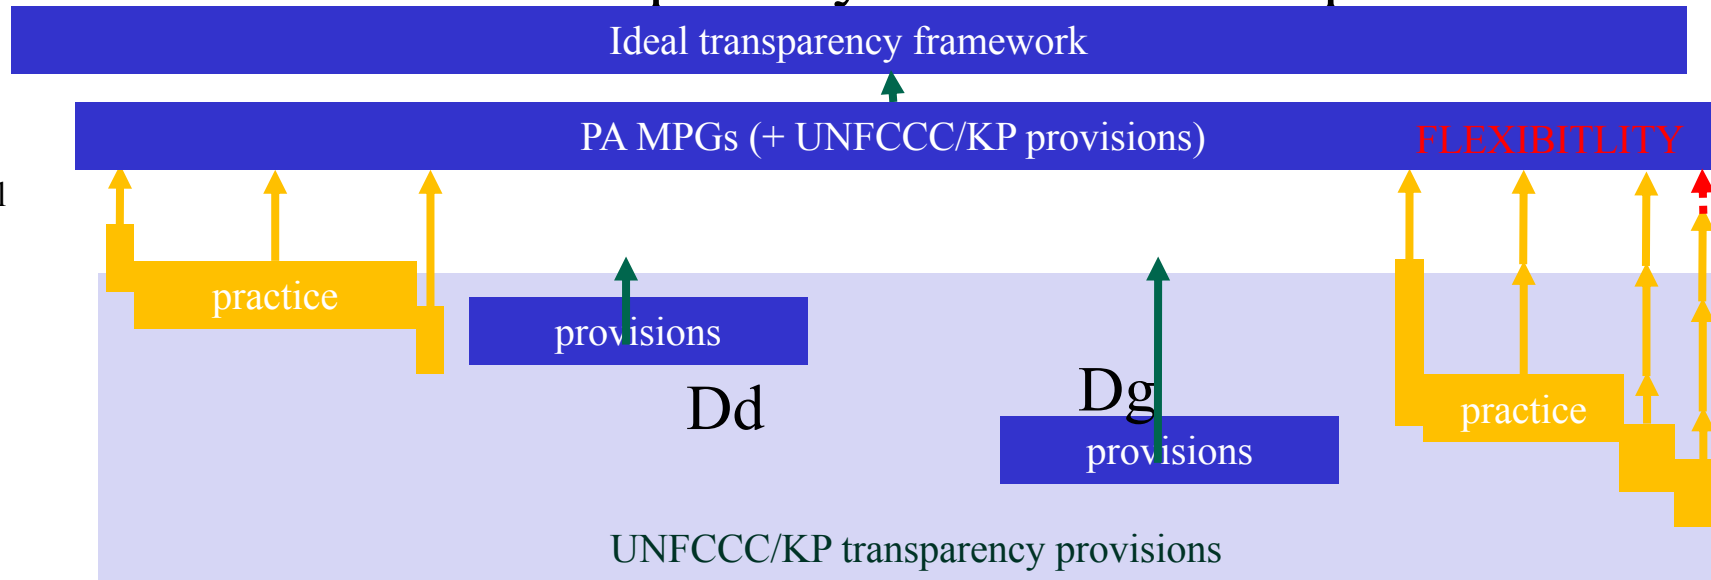 Ideal transparency framework
PA MPGs (+ UNFCCC/KP provisions)
FLEXIBITLITY
practice
provisions
Dd
Dg
practice
provisions
UNFCCC/KP transparency provisions